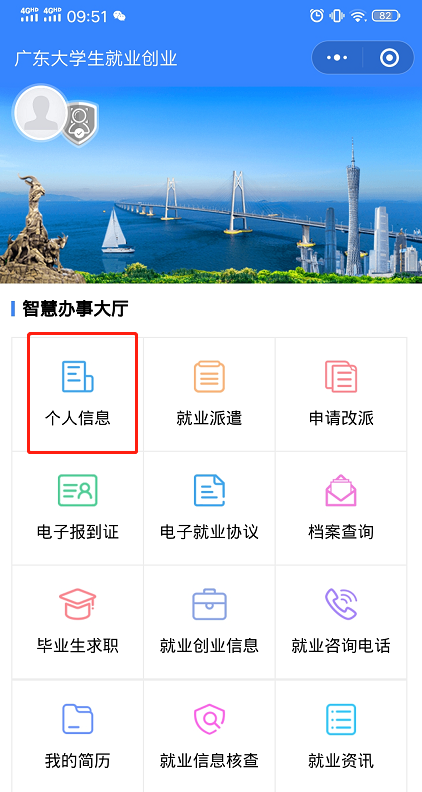 4GHD 4GHD 09:51 82
广东大学生就业创业
智慧办事大厅
个人信息 就业派遣 申请改派
电子报到证 电子就业协议 档案查询
毕业生求职 就业创业信息 就业咨询电话
我的简历 就业信息核查 就业资讯